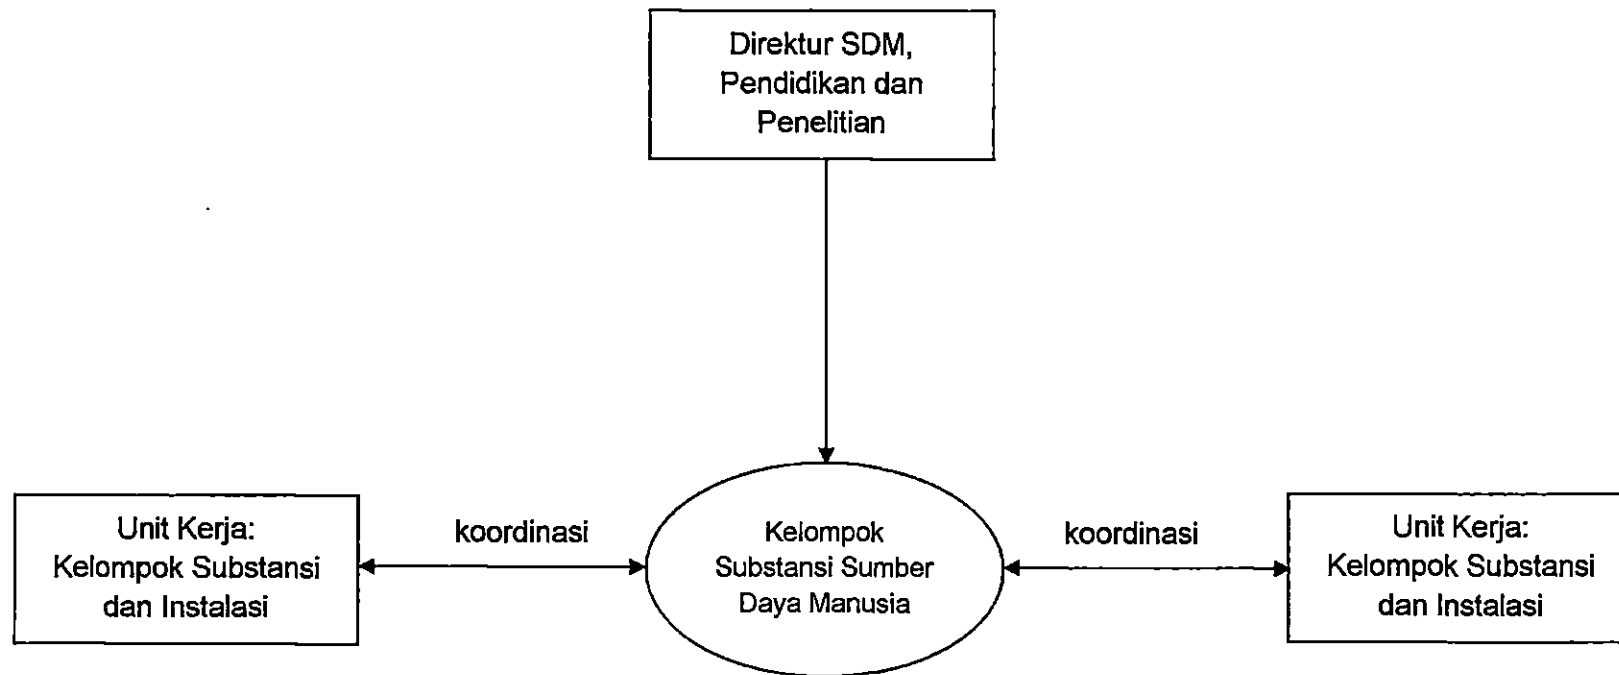 Direktur SDM,
Pendidikan dan
Penelitian
Unit Kerja:
Kelompok Substansi
dan Instalasi
koordinasi
Kelompok
Substansi Sumber
Daya Manusia
koordinasi
Unit Kerja:
Kelompok Substansi
dan Instalasi